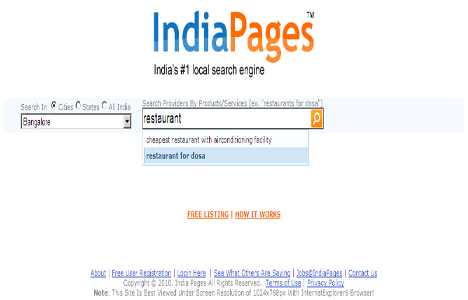 IndiaPages™
India's #1 local search engine
Search In Cities States All India
Search Providers By Products/Services (ex. "restaurants for dosa")
Bangalore
restaurant
cheapest restaurant with airconditioning facility
restaurant for dosa
FREE LISTING | HOW IT WORKS
About | Free User Registration | Login Here | See What Others Are Saying | Jobs@IndiaPages | Contact Us
Copyright © 2010. India Pages All Rights Reserved. Terms of Use | Privacy Policy
Note: This Site Is Best Viewed Under Screen Resolution of 1024x768px With InternetExplorer6 Browser!